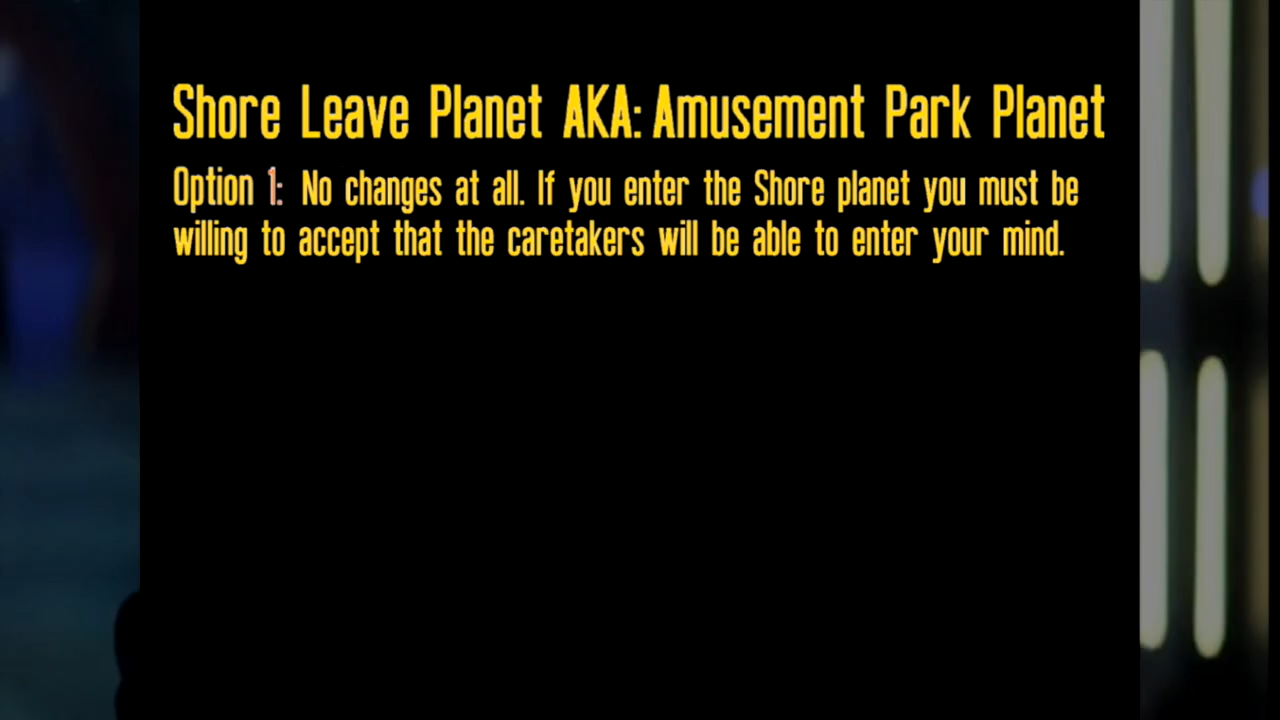 Shore Leave Planet AKA: Amusement Park Planet
Option 1: No changes at all. If you enter the Shore planet you must be
willing to accept that the caretakers will be able to enter your mind.